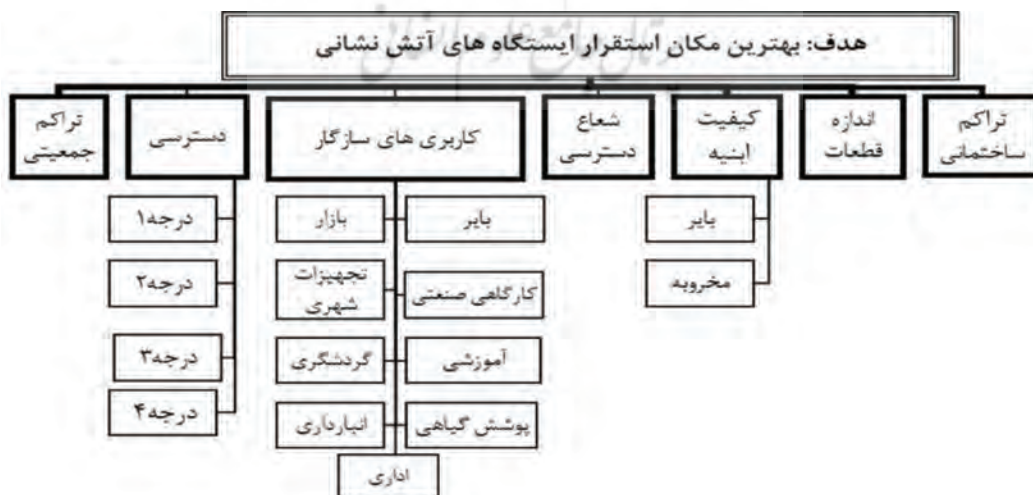 هدف: بهترین مکان استقرار ایستگاه های آتش نشانی
تراکم
ساختمانی
اندازه
قطعات
کیفیت
ابنیه
شعاع
دسترسی
کاربری های سازگار
دسترسی
تراکم
جمعیتی
بایر
مخروبه
بایر
بازار
کارگاهی صنعتی
تجهیزات
شهری
آموزشی
گردشگری
پوشش گیاهی
انبارداری
اداری
درجه۱
درجه۲
درجه۳
درجه۴